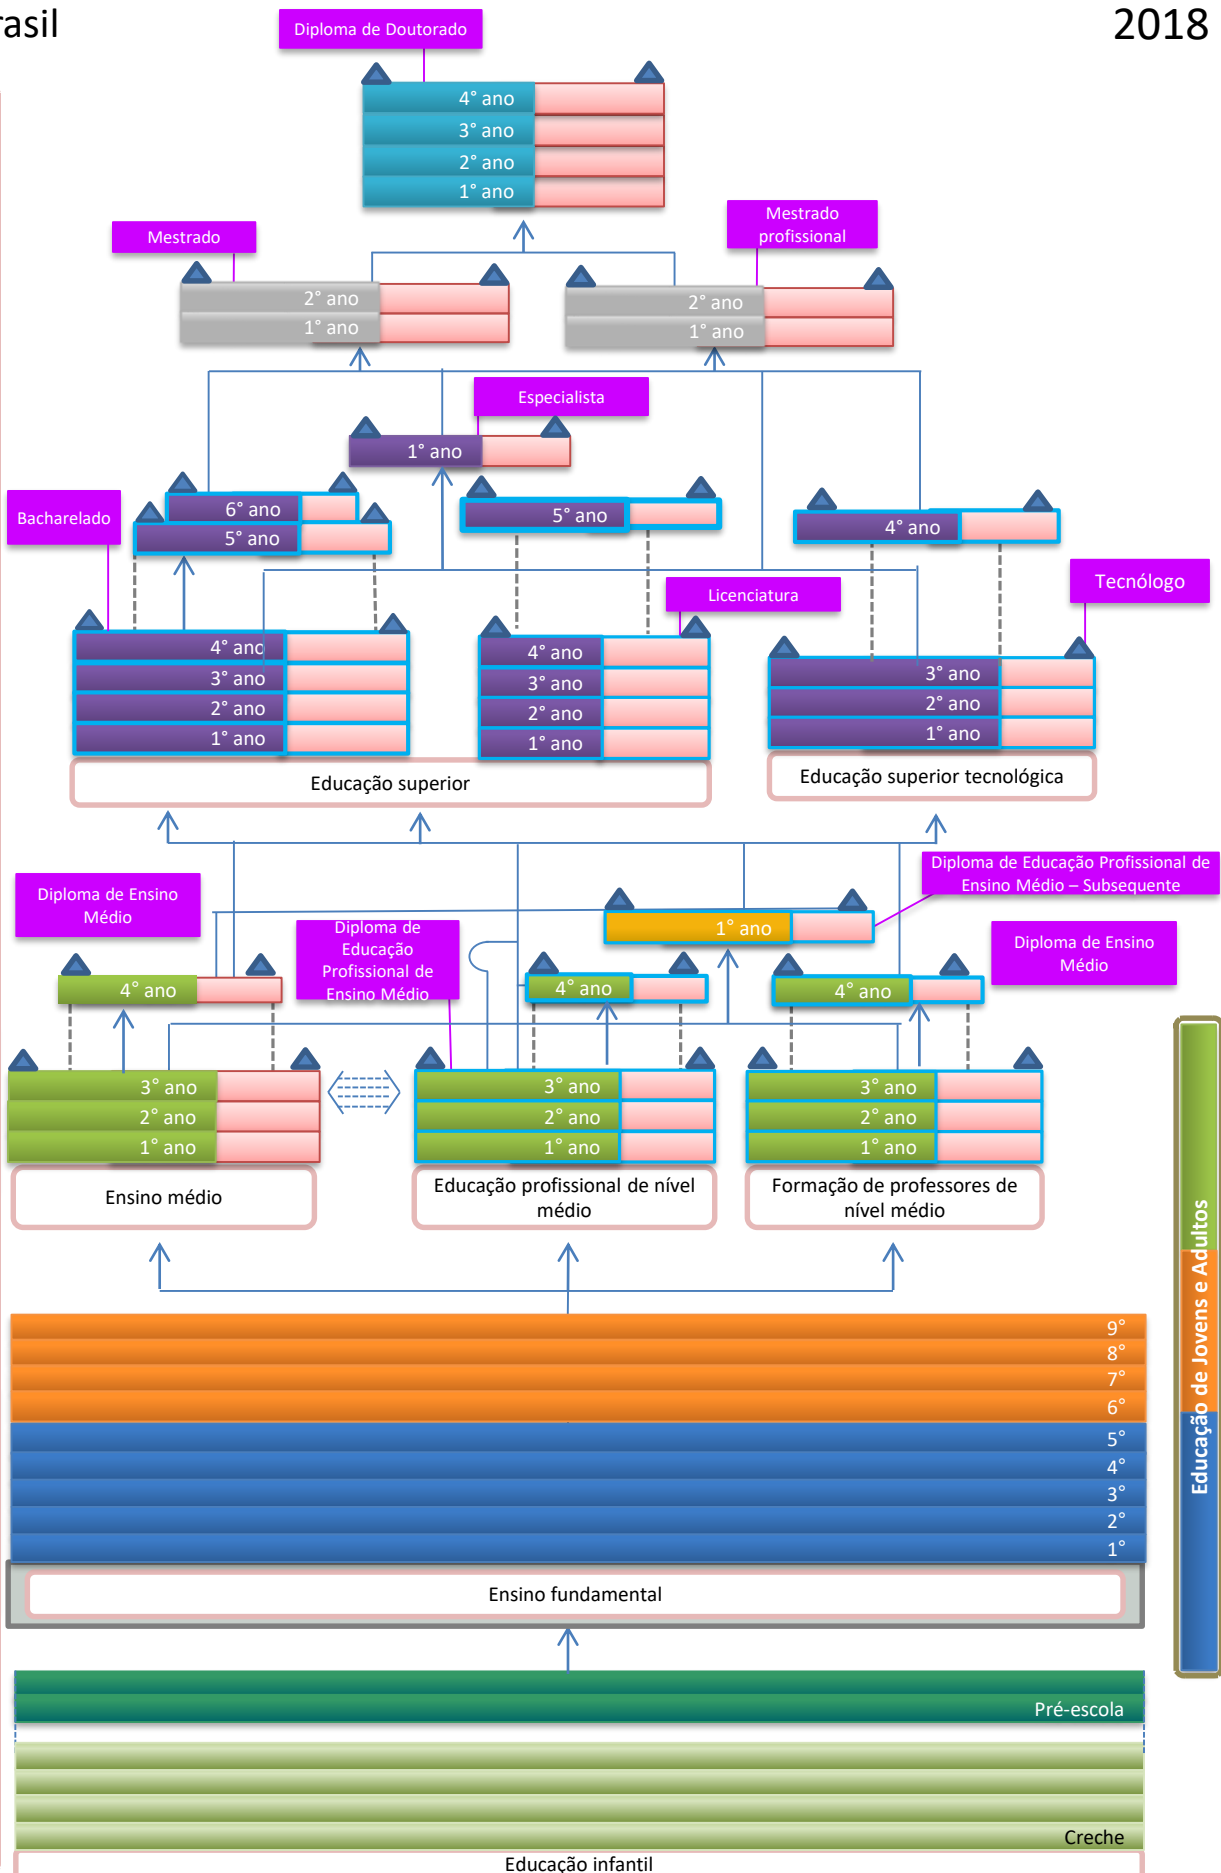 rasil
2018
Diploma de Doutorado
4° ano
3° ano
2° ano
1° ano
Mestrado
Mestrado
profissional
2° ano
1° ano
2° ano
1° ano
Especialista
1° ano
Bacharelado
6° ano
5° ano
5° ano
4° ano
Tecnólogo
Licenciatura
4° ano
3° ano
2° ano
1° ano
4° ano
3° ano
2° ano
1° ano
3° ano
2° ano
1° ano
Educação superior
Educação superior tecnológica
Diploma de Educação Profissional de
Ensino Médio – Subsequente
Diploma de Ensino
Médio
1° ano
Diploma de
Educação
Profissional de
Ensino Médio
Diploma de Ensino
Médio
4° ano
4° ano
4° ano
3° ano
2° ano
1° ano
3° ano
2° ano
1° ano
3° ano
2° ano
1° ano
Ensino médio
Educação profissional de nível
médio
Formação de professores de
nível médio
Educação de Jovens e Adultos
9°
8°
7°
6°
5°
4°
3°
2°
1°
Ensino fundamental
Pré-escola
Creche
Educação infantil